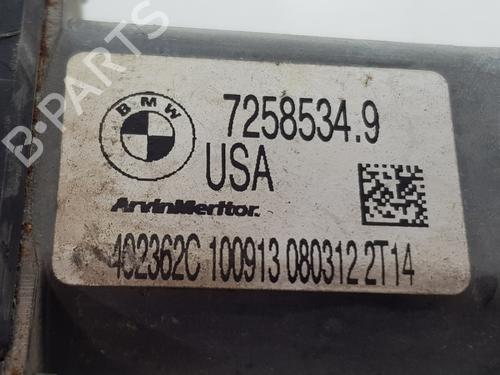 B-PARTS
BMW
7258534.9
USA
ArvinMeritor.
402362C 100913 080312 2T14